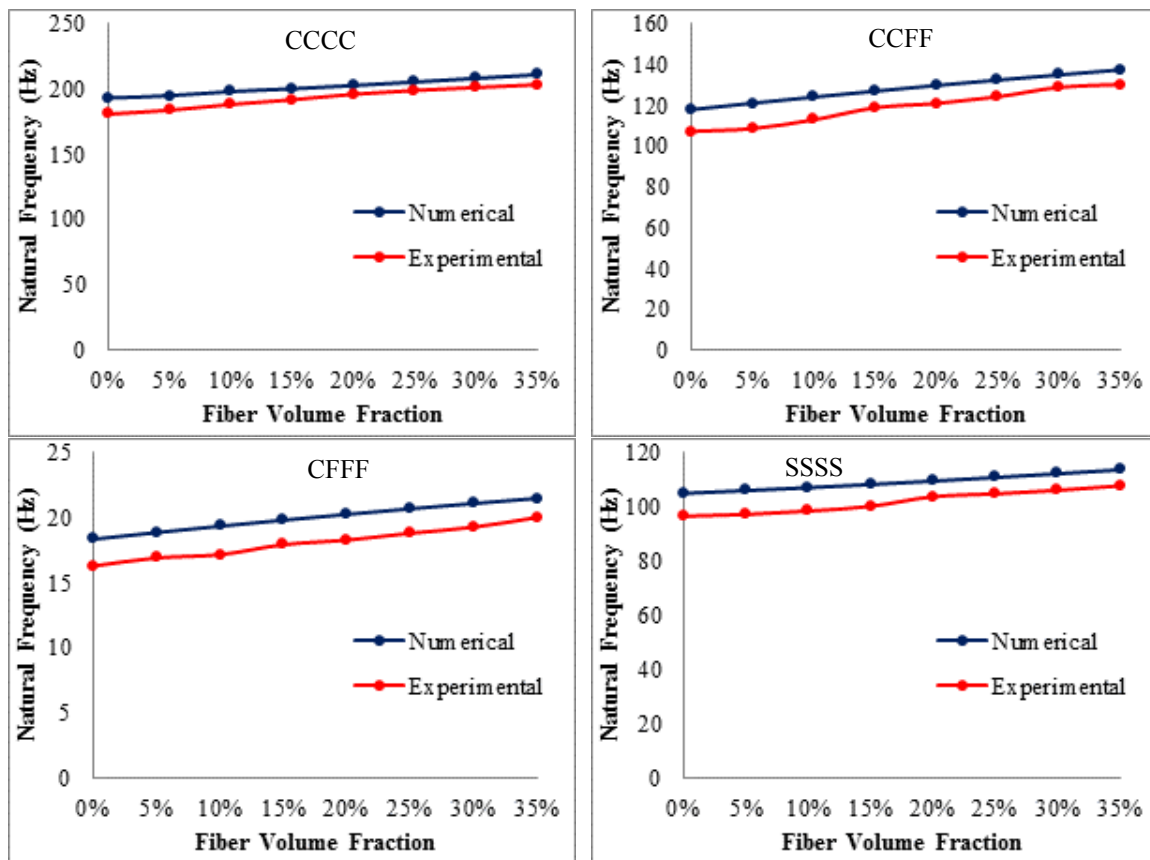 CCCC
250
200
150
100
50
0
Natural Frequency (Hz)
Numerical
Experimental
0% 5% 10% 15% 20% 25% 30% 35%
Fiber Volume Fraction
CCFF
160
140
120
100
80
60
40
20
0
Natural Frequency (Hz)
Numerical
Experimental
0% 5% 10% 15% 20% 25% 30% 35%
Fiber Volume Fraction
CFFF
25
20
15
10
5
0
Natural Frequency (Hz)
Numerical
Experimental
0% 5% 10% 15% 20% 25% 30% 35%
Fiber Volume Fraction
SSSS
120
100
80
60
40
20
0
Natural Frequency (Hz)
Numerical
Experimental
0% 5% 10% 15% 20% 25% 30% 35%
Fiber Volume Fraction